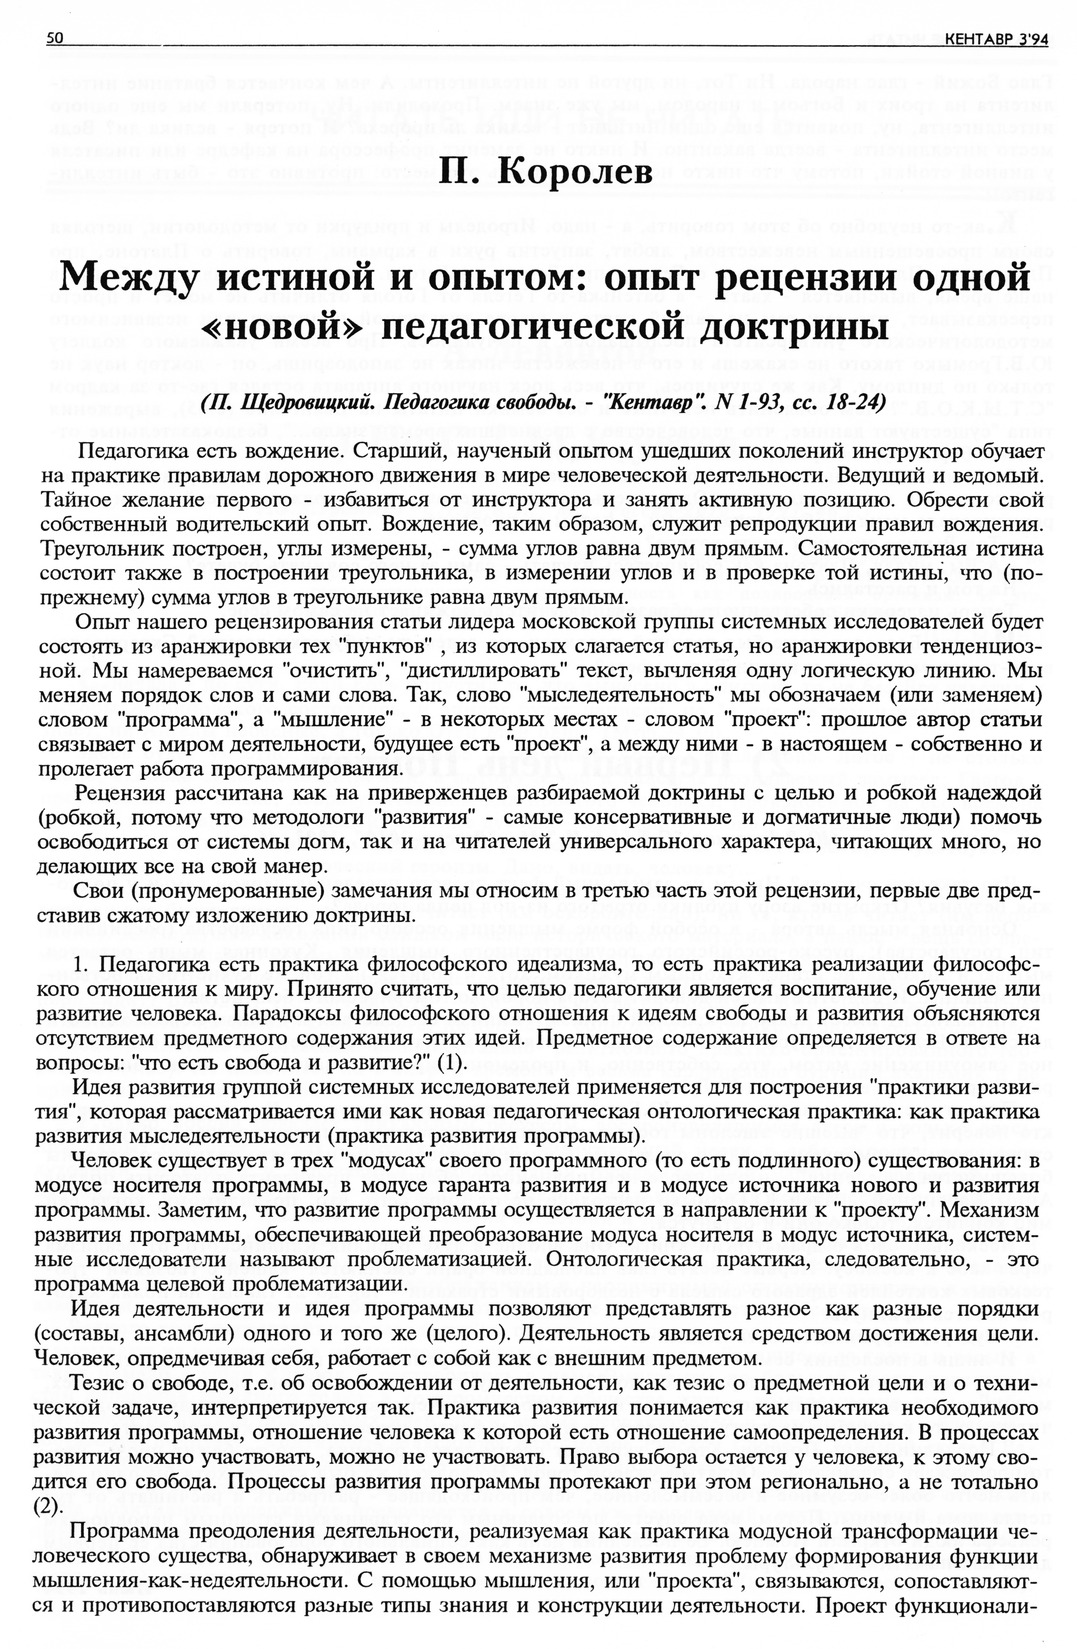 50
КЕНТАВР 3'94
П. Королев
Между истиной и опытом: опыт рецензии одной
«новой» педагогической доктрины
(П. Щедровицкий. Педагогика свободы. - "Кентавр". N 1-93, сс. 18-24)
Педагогика есть вождение. Старший, наученый опытом ушедших поколений инструктор обучает
на практике правилам дорожного движения в мире человеческой деятельности. Ведущий и ведомый.
Тайное желание первого - избавиться от инструктора и занять активную позицию. Обрести свой
собственный водительский опыт. Вождение, таким образом, служит репродукции правил вождения.
Треугольник построен, углы измерены, - сумма углов равна двум прямым. Самостоятельная истина
состоит также в построении треугольника, в измерении углов и в проверке той истины, что (по-
прежнему) сумма углов в треугольнике равна двум прямым.
Опыт нашего рецензирования статьи лидера московской группы системных исследователей будет
состоять из аранжировки тех "пунктов" , из которых слагается статья, но аранжировки тенденциоз-
ной. Мы намереваемся "очистить", "дистиллировать" текст, вычленяя одну логическую линию. Мы
меняем порядок слов и сами слова. Так, слово "мыследеятельность" мы обозначаем (или заменяем)
словом "программа", а "мышление" - в некоторых местах - словом "проект": прошлое автор статьи
связывает с миром деятельности, будущее есть "проект", а между ними - в настоящем - собственно и
пролегает работа программирования.
Рецензия рассчитана как на приверженцев разбираемой доктрины с целью и робкой надеждой
(робкой, потому что методологи "развития" - самые консервативные и догматичные люди) помочь
освободиться от системы догм, так и на читателей универсального характера, читающих много, но
делающих все на свой манер.
Свои (пронумерованные) замечания мы относим в третью часть этой рецензии, первые две пред-
ставив сжатому изложению доктрины.
1. Педагогика есть практика философского идеализма, то есть практика реализации философс-
кого отношения к миру. Принято считать, что целью педагогики является воспитание, обучение или
развитие человека. Парадоксы философского отношения к идеям свободы и развития объясняются
отсутствием предметного содержания этих идей. Предметное содержание определяется в ответе на
вопросы: "что есть свобода и развитие?" (1).
Идея развития группой системных исследователей применяется для построения "практики разви-
тия", которая рассматривается ими как новая педагогическая онтологическая практика: как практика
развития мыследеятельности (практика развития программы).
Человек существует в трех "модусах" своего программного (то есть подлинного) существования: в
модусе носителя программы, в модусе гаранта развития и в модусе источника нового и развития
программы. Заметим, что развитие программы осуществляется в направлении к "проекту". Механизм
развития программы, обеспечивающей преобразование модуса носителя в модус источника, систем-
ные исследователи называют проблематизацией. Онтологическая практика, следовательно, - это
программа целевой проблематизации.
Идея деятельности и идея программы позволяют представлять разное как разные порядки
(составы, ансамбли) одного и того же (целого). Деятельность является средством достижения цели.
Человек, опредмечивая себя, работает с собой как с внешним предметом.
Тезис о свободе, т.е. об освобождении от деятельности, как тезис о предметной цели и о техни-
ческой задаче, интерпретируется так. Практика развития понимается как практика необходимого
развития программы, отношение человека к которой есть отношение самоопределения. В процессах
развития можно участвовать, можно не участвовать. Право выбора остается у человека, к этому сво-
дится его свобода. Процессы развития программы протекают при этом регионально, а не тотально
(2).
Программа преодоления деятельности, реализуемая как практика модусной трансформации че-
ловеческого существа, обнаруживает в своем механизме развития проблему формирования функции
мышления-как-недеятельности. С помощью мышления, или "проекта", связываются, сопоставляют-
ся и противопоставляются разные типы знания и конструкции деятельности. Проект функционали-